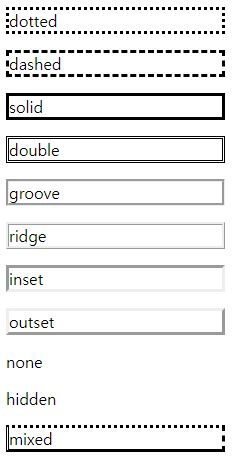 dotted
dashed
solid
double
groove
ridge
inset
outset
none
hidden
mixed